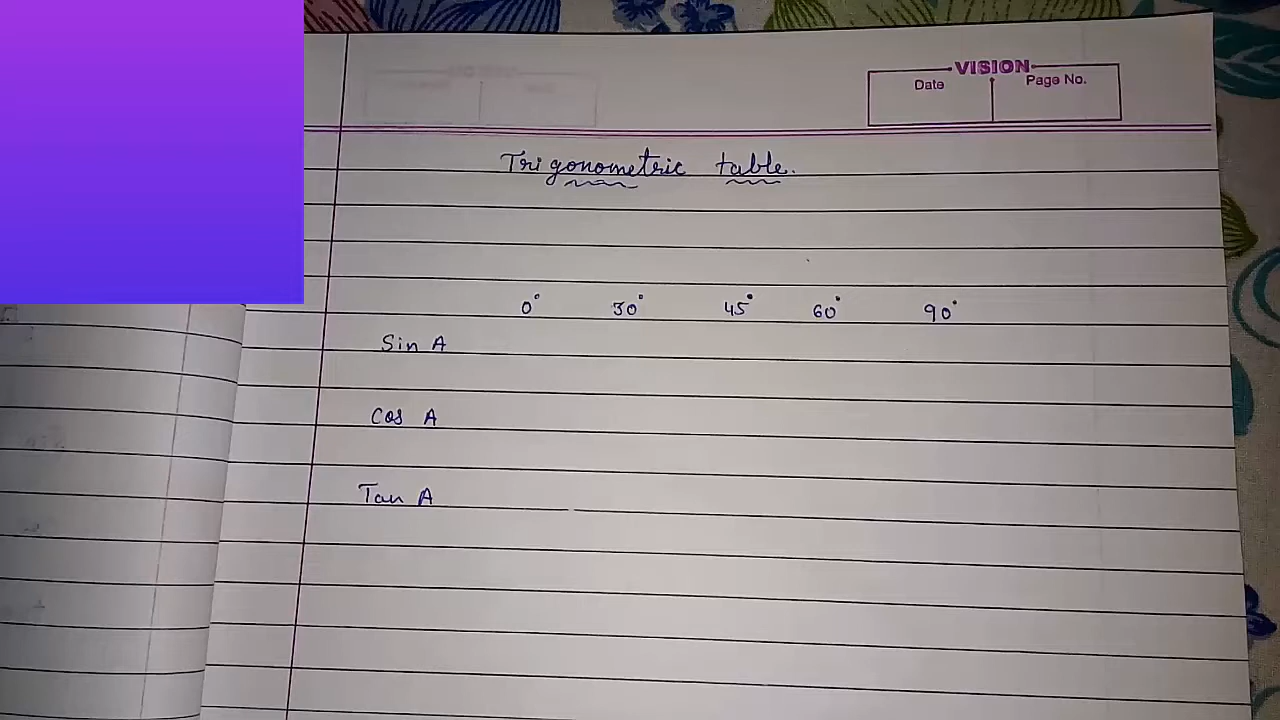 VISION
Date Page No.
Trigonometric table.
0° 30° 45° 60° 90°
Sin A
Cos A
Tan A